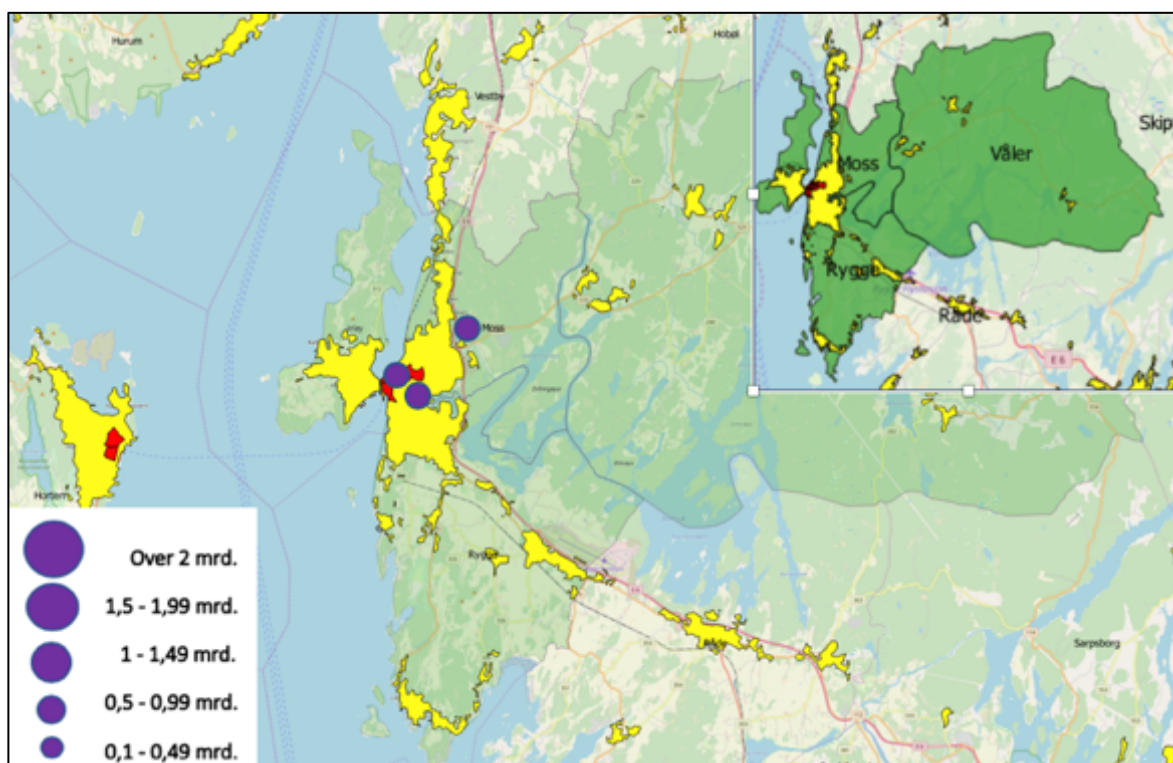 Hurum
Hobøl
Vestby
Moss
Horten
Rygge
E6
Råde
Sarpsborg
Over 2 mrd.
1,5 - 1,99 mrd.
1 - 1,49 mrd.
0,5 - 0,99 mrd.
0,1 - 0,49 mrd.
Skip
Våler
Moss
Rygge
Råde
E 6